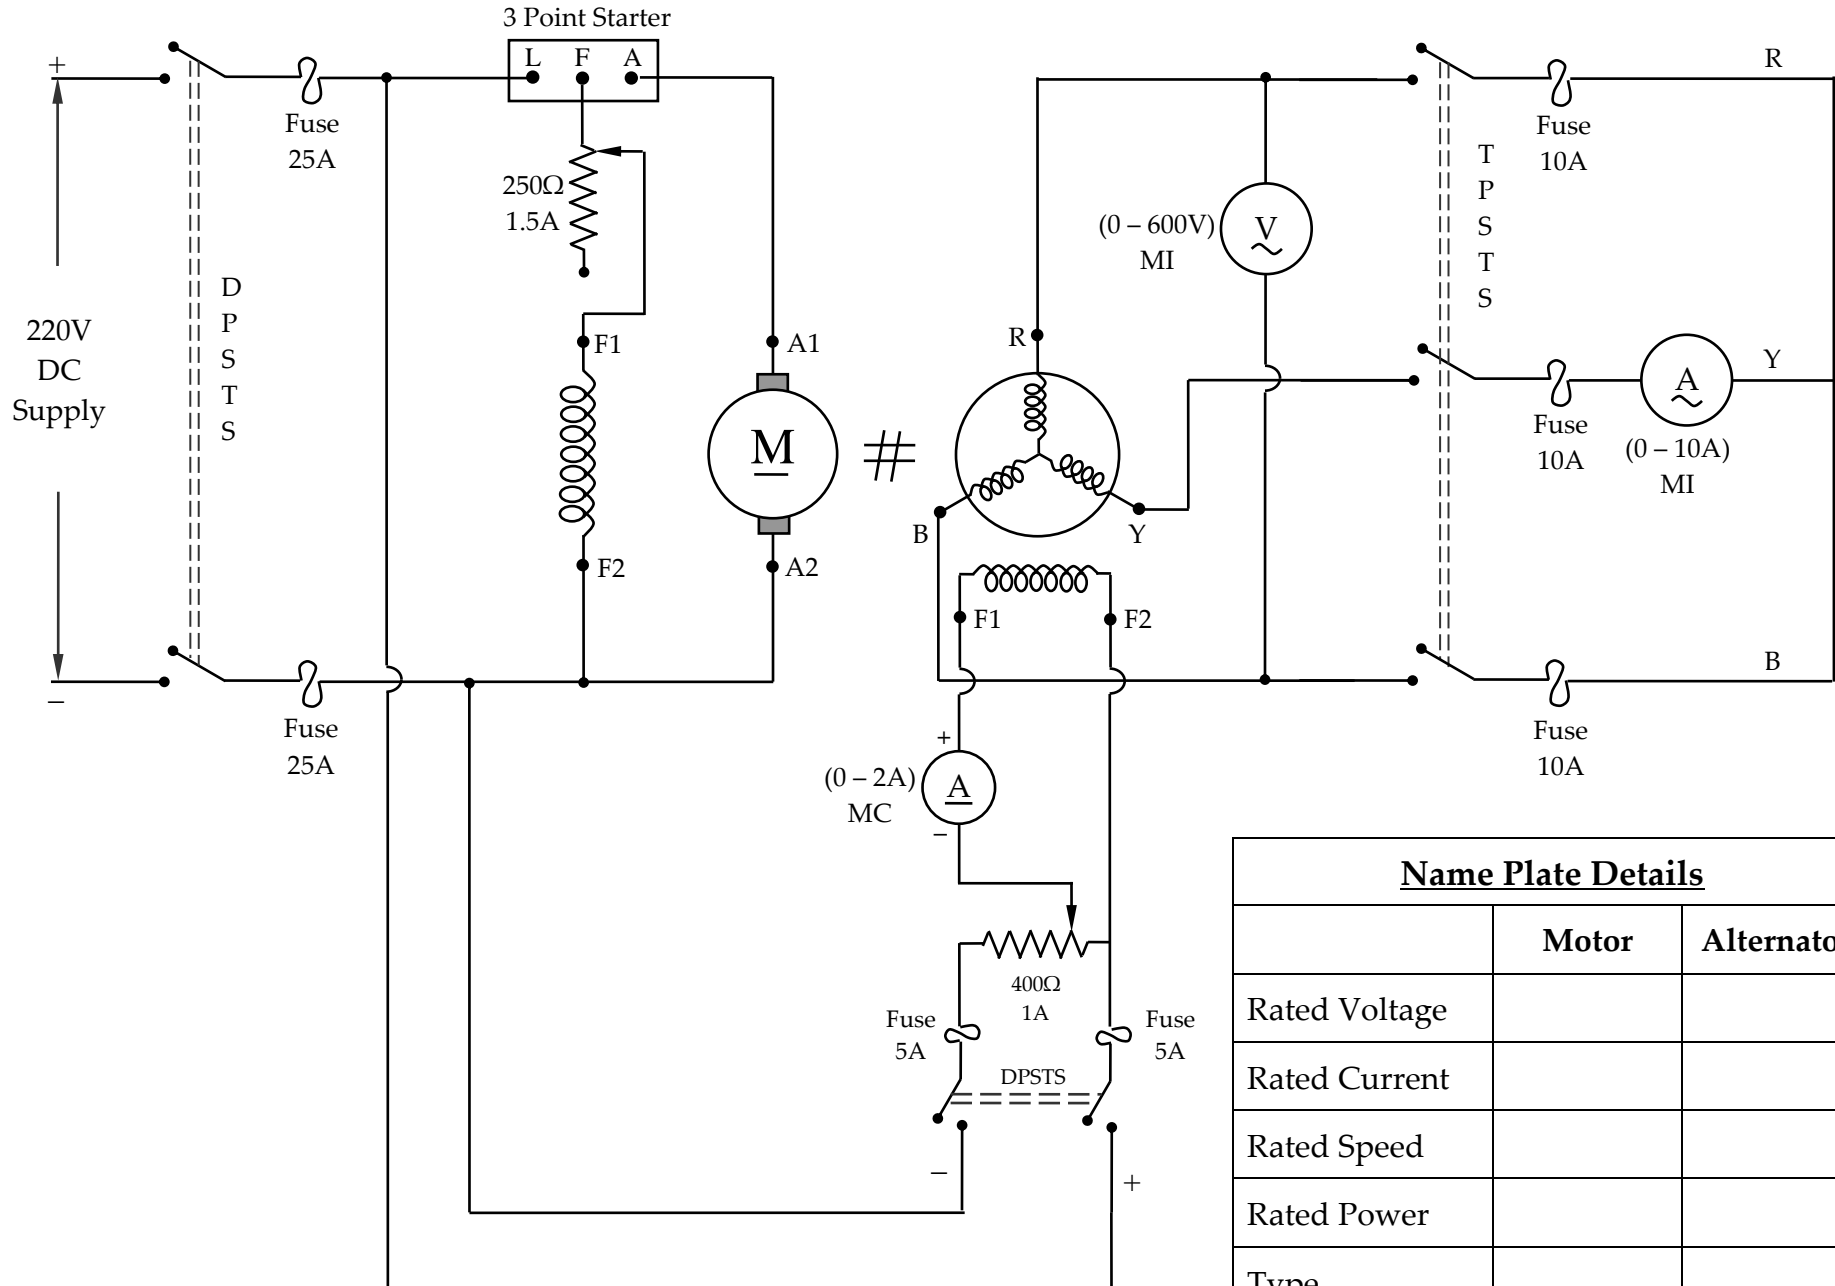 3 Point Starter
L F A
+
Fuse
25A
250Ω
1.5A
D
P
S
T
S
220V
DC
Supply
F1
A1
M
F2
A2
–
Fuse
25A
R
Fuse
10A
T
P
S
T
S
(0 – 600V)
MI
V
R
Y
A
Fuse
10A
(0 – 10A)
MI
B
Y
F1
F2
B
Fuse
10A
+
(0 – 2A)
MC
A
–
400Ω
1A
Fuse
5A
Fuse
5A
DPSTS
–
+
Name Plate Details
Motor Alternato
Rated Voltage
Rated Current
Rated Speed
Rated Power
Type